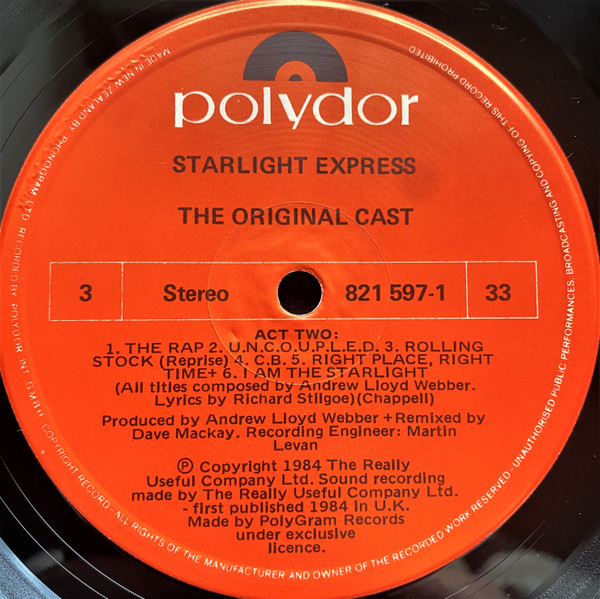 polydor
STARLIGHT EXPRESS
THE ORIGINAL CAST
3 Stereo 821 597-1 33
ACT TWO:
1. THE RAP 2. U.N.C.O.U.P.L.E.D. 3. ROLLING
STOCK (Reprise) 4. C.B. 5. RIGHT PLACE, RIGHT
TIME+ 6. I AM THE STARLIGHT
(All titles composed by Andrew Lloyd Webber.
Lyrics by Richard Stilgoe)(Chappell)
Produced by Andrew Lloyd Webber +Remixed by
Dave Mackay. Recording Engineer: Martin
Levan
Ⓟ Copyright 1984 The Really
Useful Company Ltd. Sound recording
made by The Really Useful Company Ltd.
- first published 1984 In U.K.
Made by PolyGram Records
under exclusive
licence.
MADE IN NEW ZEALAND BY PHONOGRAM LTD. RECORDED BY POLYDOR INT. GMBH. COPYRIGHT RECORD - ALL RIGHTS OF THE MANUFACTURER AND OWNER OF THE RECORDED WORK RESERVED - UNAUTHORISED PUBLIC PERFORMANCES, BROADCASTING AND COPYING OF THIS RECORD PROHIBITED